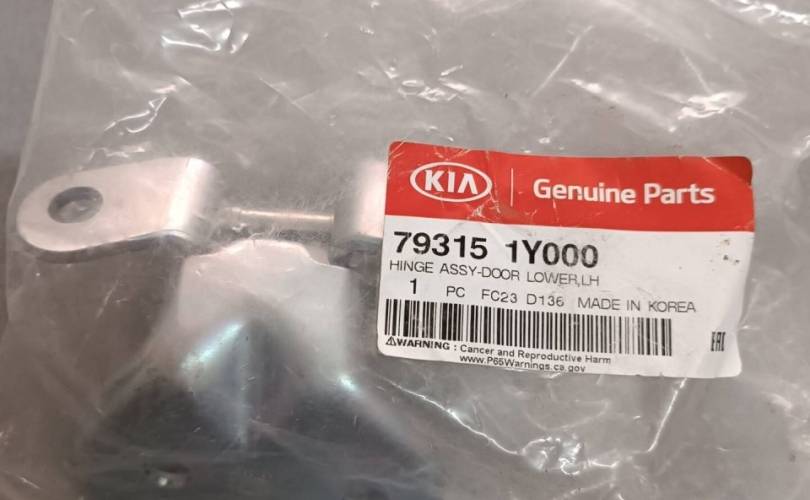 KIA
Genuine Parts
79315 1Y000
HINGE ASSY-DOOR LOWER,LH
1 PC FC23 D136 MADE IN KOREA
⚠WARNING : Cancer and Reproductive Harm
www.P65Warnings.ca.gov
EAC